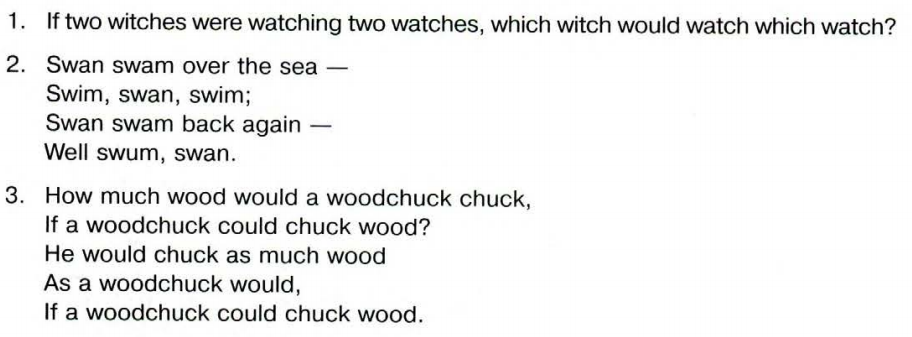 1. If two witches were watching two watches, which witch would watch which watch?
2. Swan swam over the sea —
Swim, swan, swim;
Swan swam back again —
Well swum, swan.
3. How much wood would a woodchuck chuck,
If a woodchuck could chuck wood?
He would chuck as much wood
As a woodchuck would,
If a woodchuck could chuck wood.